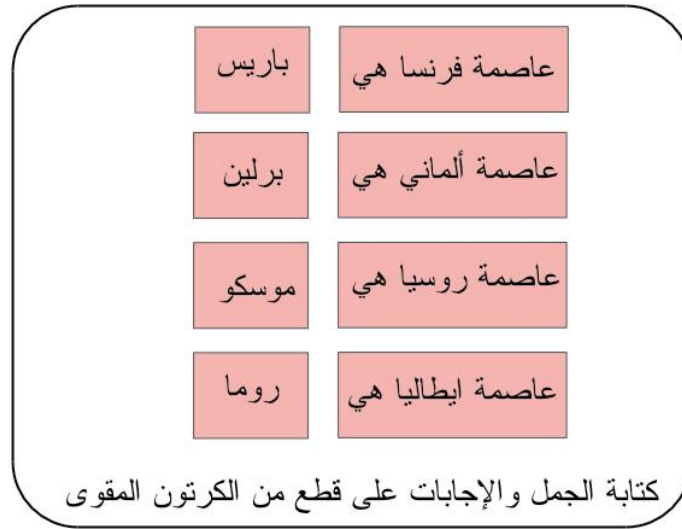 عاصمة فرنسا هي باريس
عاصمة ألماني هي برلين
عاصمة روسيا هي موسكو
عاصمة ايطاليا هي روما
كتابة الجمل والإجابات على قطع من الكرتون المقوى